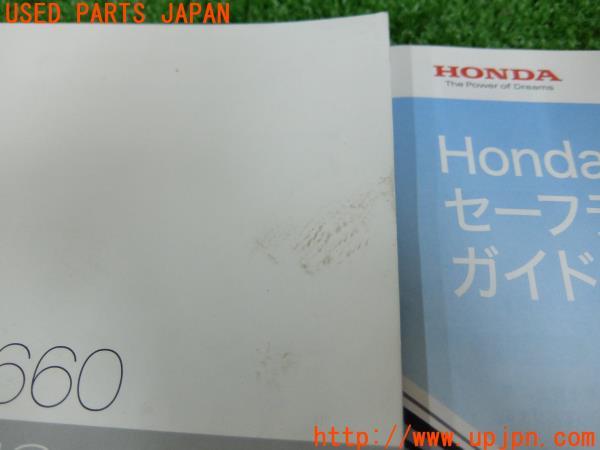 USED PARTS JAPAN
HONDA
The Power of Dreams
Honda
セーフテ
ガイド
660
http://www.upjpn.com/